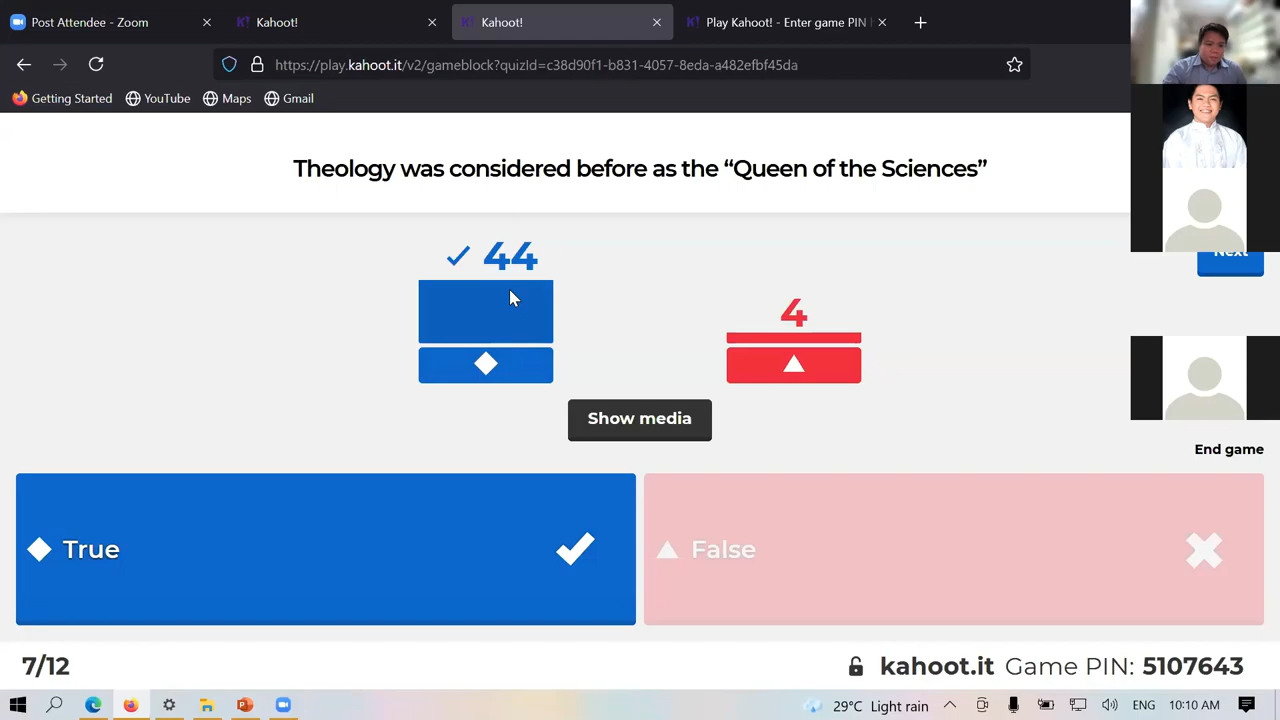 Post Attendee - Zoom
Kahoot!
Kahoot!
Play Kahoot! - Enter game PIN
https://play.kahoot.it/v2/gameblock?quizId=c38d90f1-b831-4057-8eda-a482efbf45da
Getting Started
YouTube
Maps
Gmail
Theology was considered before as the “Queen of the Sciences”
44
4
Next
Show media
End game
True
False
7/12
kahoot.it Game PIN: 5107643
29°C Light rain
ENG
10:10 AM